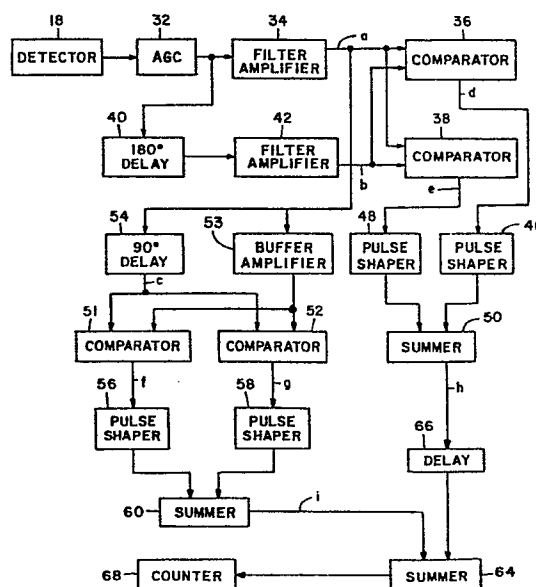 18
32
34
36
DETECTOR
AGC
FILTER
AMPLIFIER
a
COMPARATOR
d
40
42
38
180°
DELAY
FILTER
AMPLIFIER
b
COMPARATOR
e
54
53
48
90°
DELAY
BUFFER
AMPLIFIER
PULSE
SHAPER
PULSE
SHAPER
c
51
52
50
COMPARATOR
COMPARATOR
SUMMER
f
g
h
56
58
PULSE
SHAPER
PULSE
SHAPER
66
DELAY
60
SUMMER
i
68
COUNTER
SUMMER
64